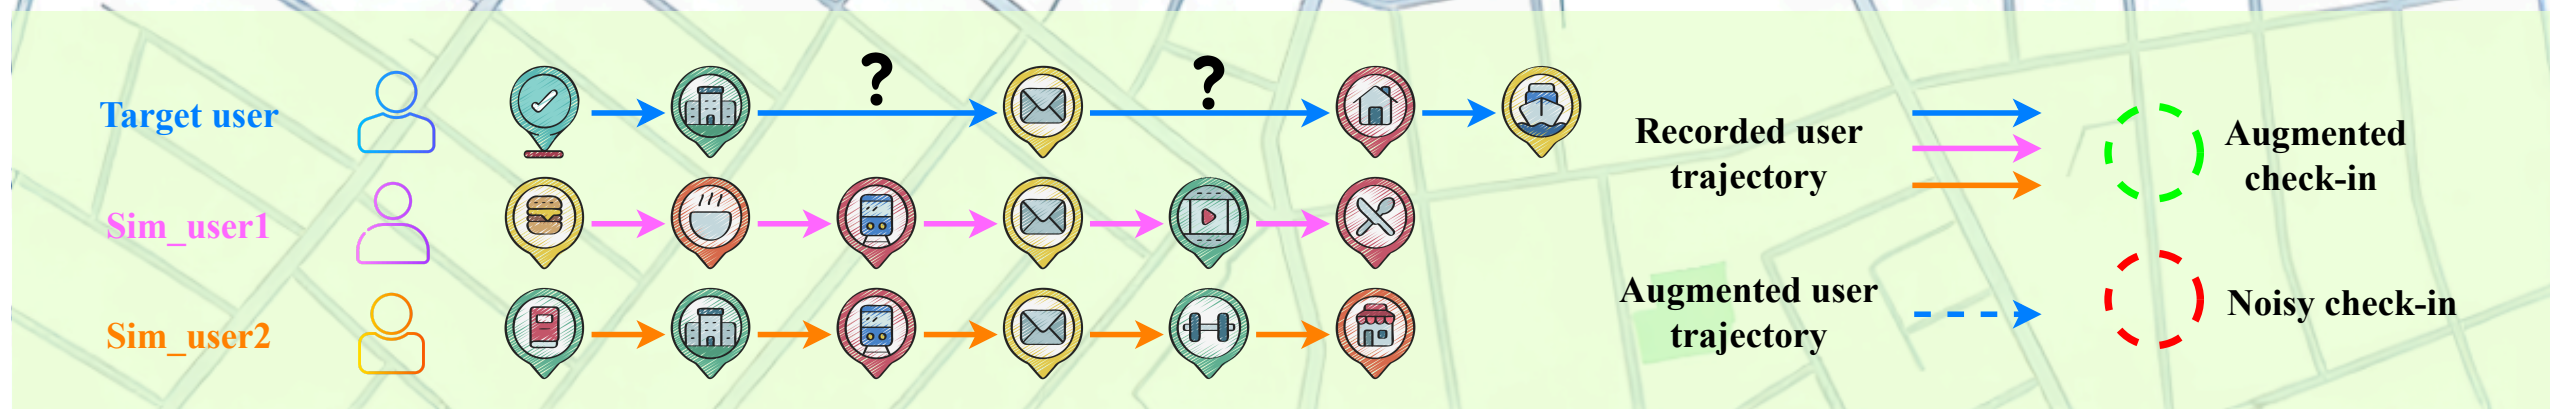 Target user
?
?
Sim_user1
Sim_user2
Recorded user
trajectory
Augmented
check-in
Augmented user
trajectory
Noisy check-in